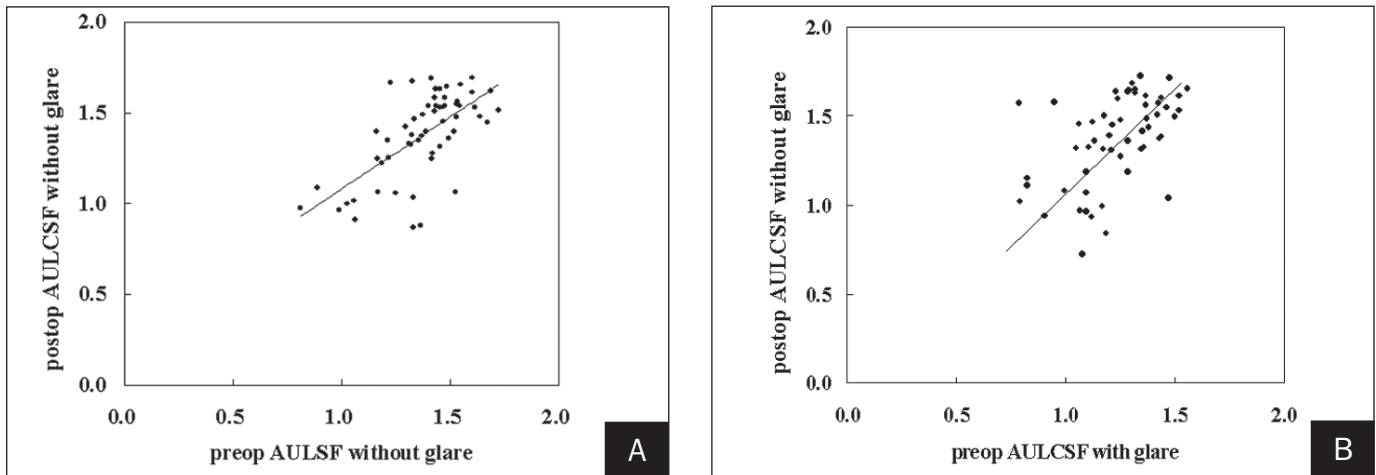 postop AULCSF without glare
2.0
1.5
1.0
0.5
0.0
0.0 0.5 1.0 1.5 2.0
preop AULSF without glare
A
postop AULCSF without glare
2.0
1.5
1.0
0.5
0.0
0.0 0.5 1.0 1.5 2.0
preop AULCSF with glare
B